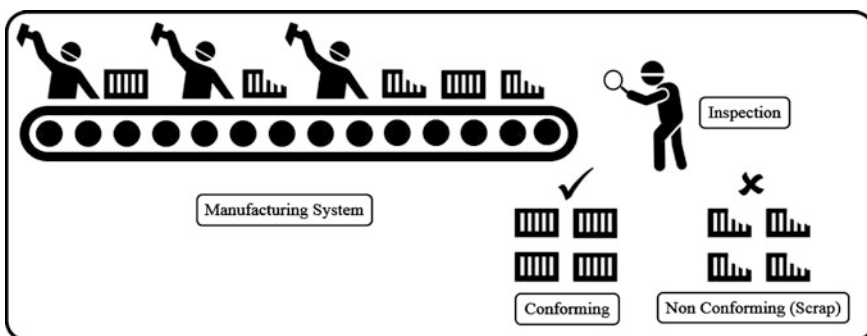 Inspection
Manufacturing System
Conforming
Non Conforming (Scrap)